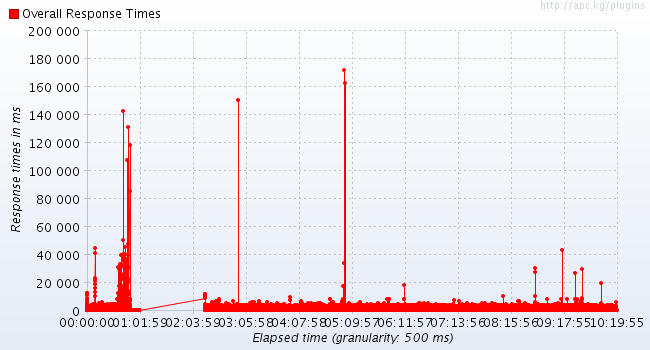 http://apc.kg/plugins
Overall Response Times
200 000
180 000
160 000
140 000
120 000
100 000
80 000
60 000
40 000
20 000
0
Response times in ms
00:00:00 01:01:59 02:03:59 03:05:58 04:07:58 05:09:57 06:11:57 07:13:56 08:15:56 09:17:55 10:19:55
Elapsed time (granularity: 500 ms)